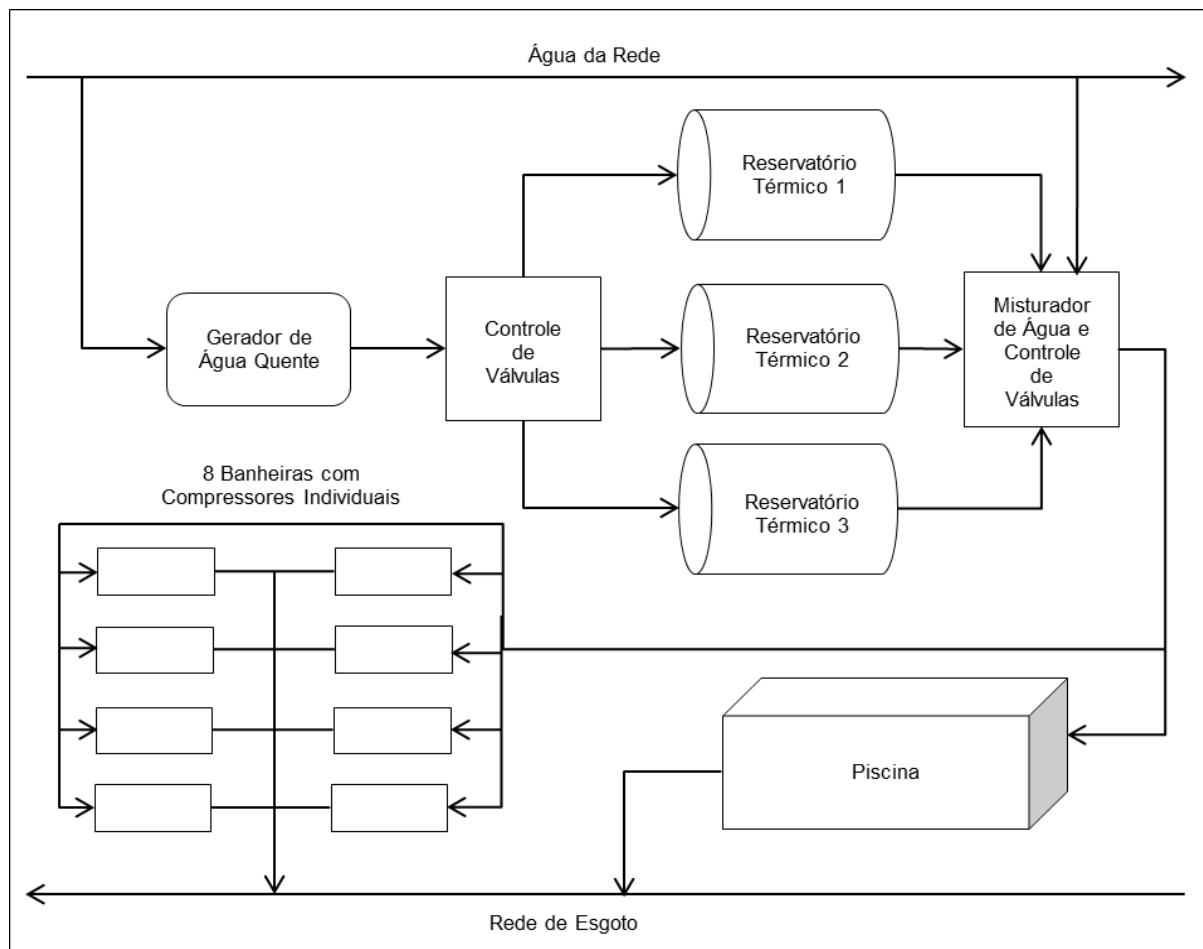 Água da Rede
Reservatório
Térmico 1
Gerador de
Água Quente
Controle
de
Válvulas
Reservatório
Térmico 2
Misturador
de Água e
Controle
de
Válvulas
Reservatório
Térmico 3
8 Banheiras com
Compressores Individuais
Piscina
Rede de Esgoto